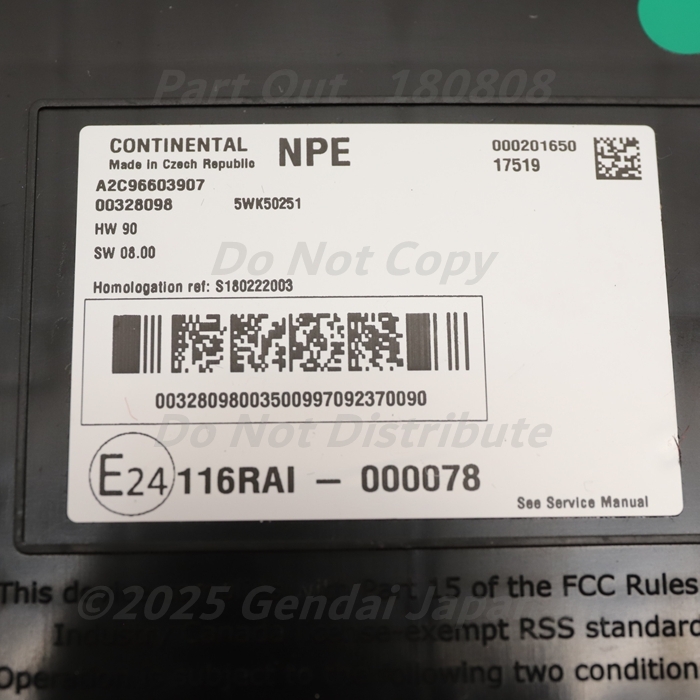 Part Out 180808
CONTINENTAL NPE 000201650
Made in Czech Republic 17519
A2C96603907
00328098 5WK50251
HW 90
SW 08.00
Do Not Copy
Homologation ref: S180222003
00328098003500997092370090
Do Not Distribute
E24 116RAI – 000078
See Service Manual
This Part 15 of the FCC Rules
©2025 Gendai Japan
exempt RSS standard
two condition